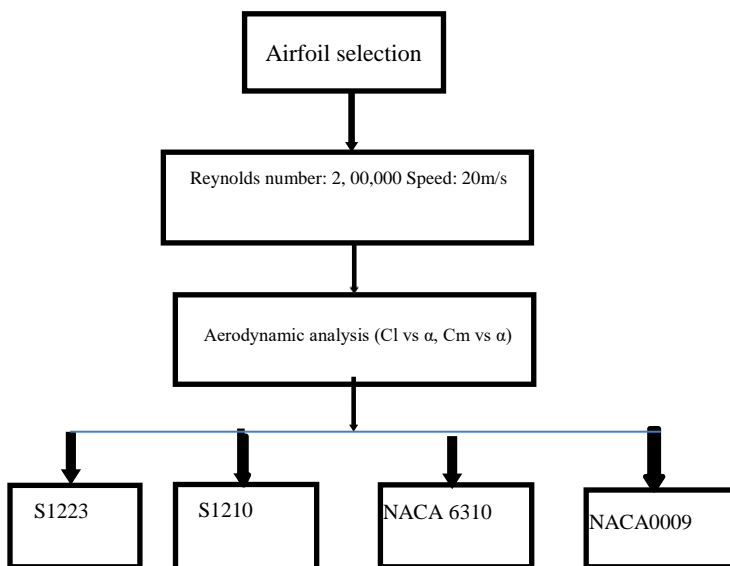 Airfoil selection
Reynolds number: 2, 00,000 Speed: 20m/s
Aerodynamic analysis (Cl vs α, Cm vs α)
S1223
S1210
NACA 6310
NACA0009